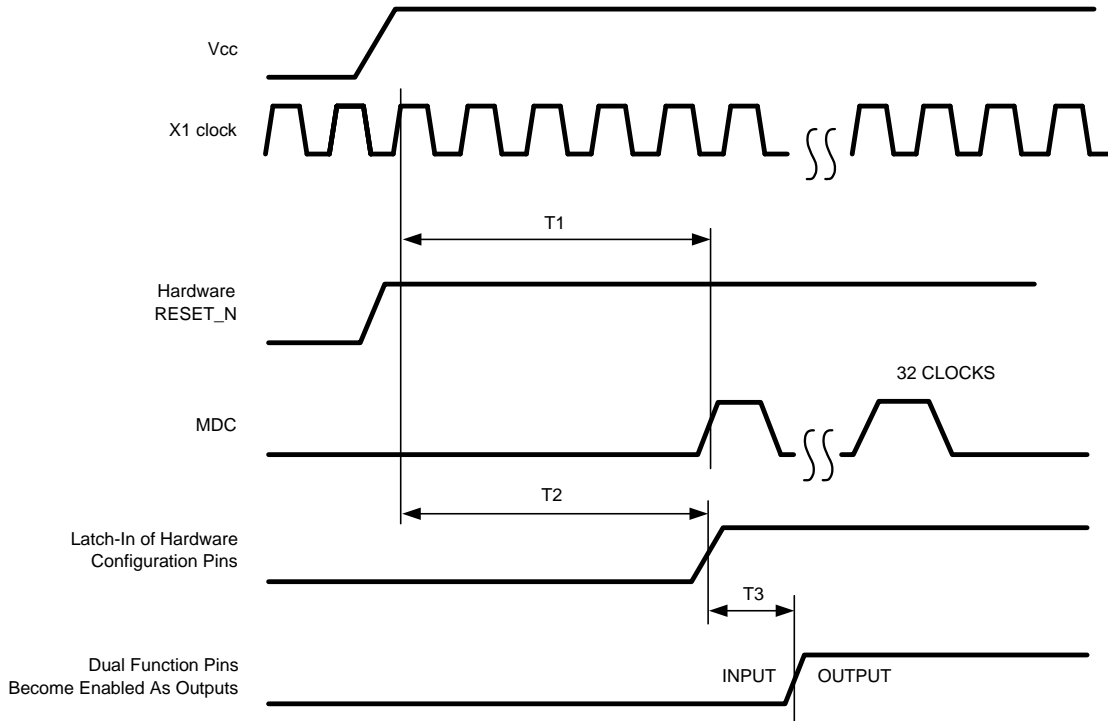 Vcc
X1 clock
T1
Hardware
RESET_N
32 CLOCKS
MDC
T2
Latch-In of Hardware
Configuration Pins
T3
Dual Function Pins
Become Enabled As Outputs
INPUT
OUTPUT